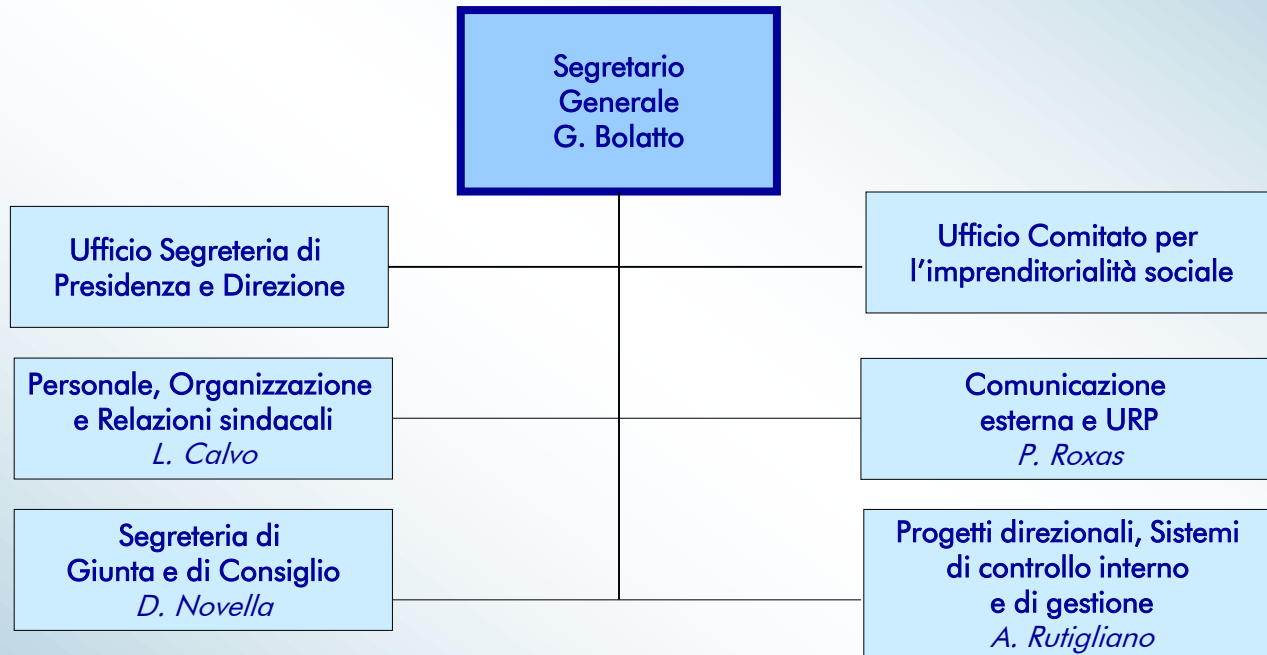 Segretario
Generale
G. Bolatto
Ufficio Segreteria di
Presidenza e Direzione
Ufficio Comitato per
l'imprenditorialità sociale
Personale, Organizzazione
e Relazioni sindacali
L. Calvo
Comunicazione
esterna e URP
P. Roxas
Segreteria di
Giunta e di Consiglio
D. Novella
Progetti direzionali, Sistemi
di controllo interno
e di gestione
A. Rutigliano